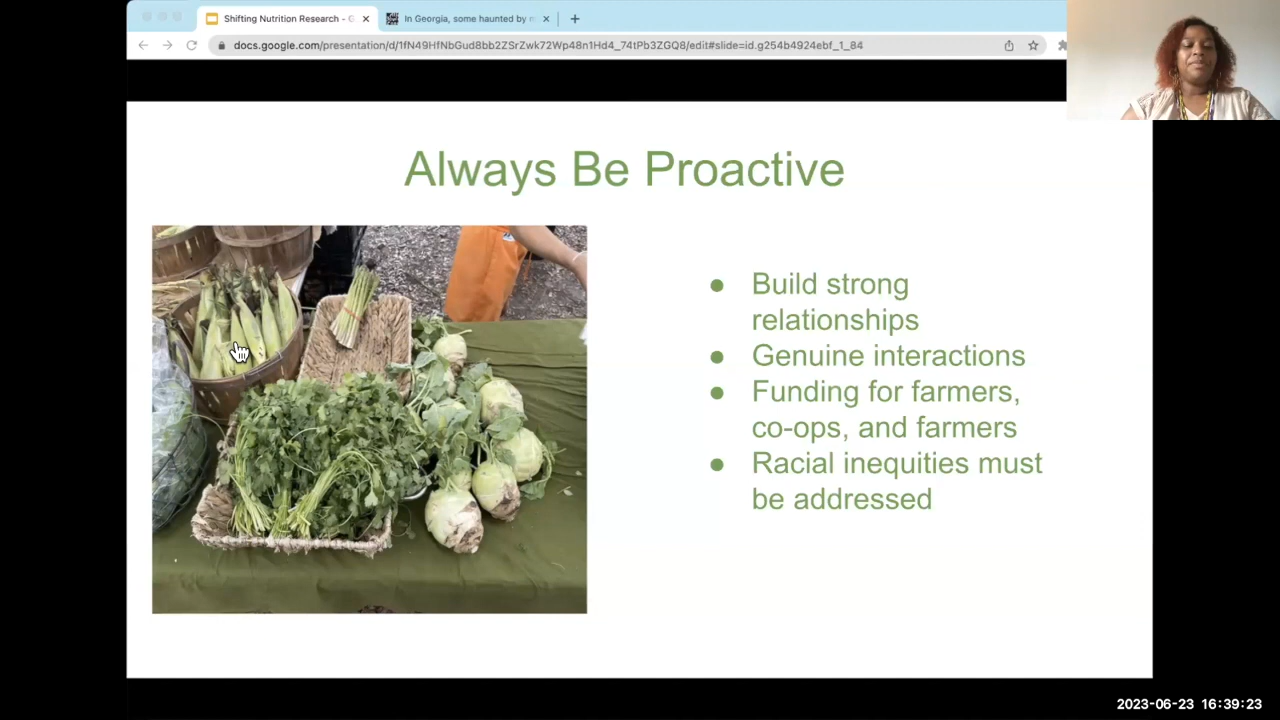 Shifting Nutrition Research - G
In Georgia, some haunted by
docs.google.com/presentation/d/1fN49HfNbGud8bb2ZSrZwk72Wp48n1Hd4_74tPb3ZGQ8/edit#slide=id.g254b4924ebf_1_84
Always Be Proactive
● Build strong
relationships
● Genuine interactions
● Funding for farmers,
co-ops, and farmers
● Racial inequities must
be addressed
2023-06-23 16:39:23